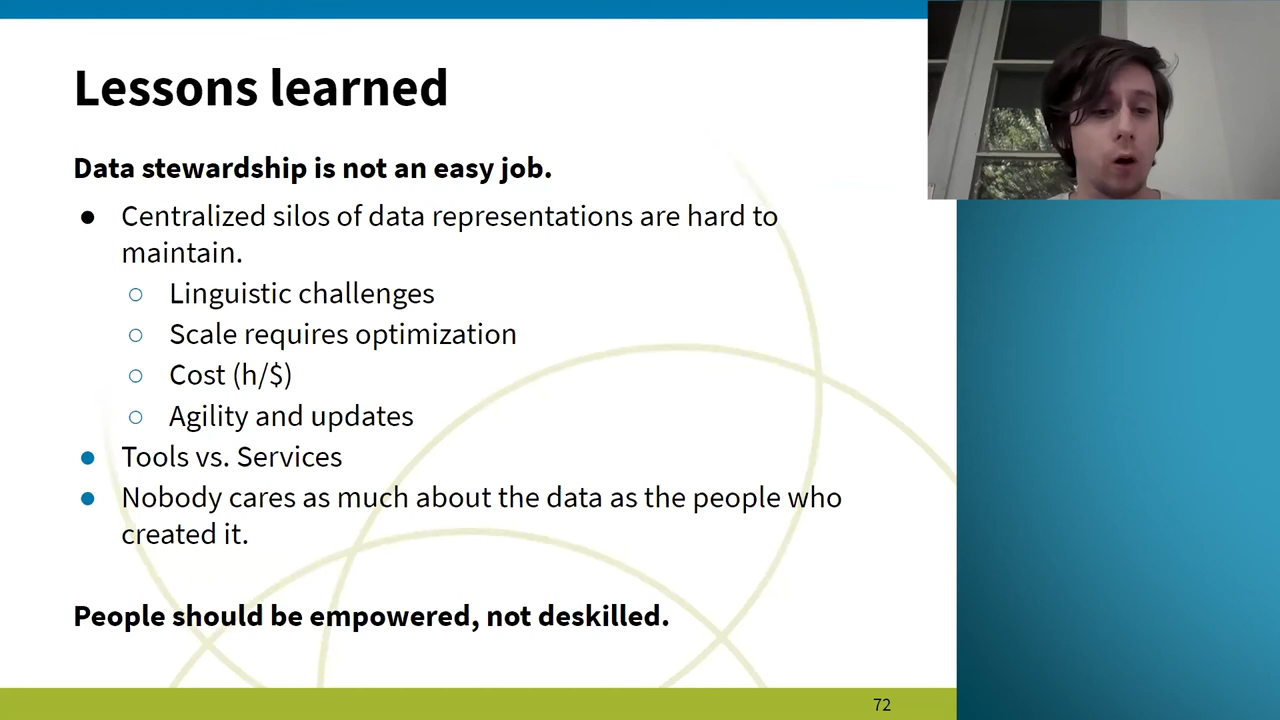 Lessons learned
Data stewardship is not an easy job.
● Centralized silos of data representations are hard to
maintain.
○ Linguistic challenges
○ Scale requires optimization
○ Cost (h/$)
○ Agility and updates
● Tools vs. Services
● Nobody cares as much about the data as the people who
created it.
People should be empowered, not deskilled.
72